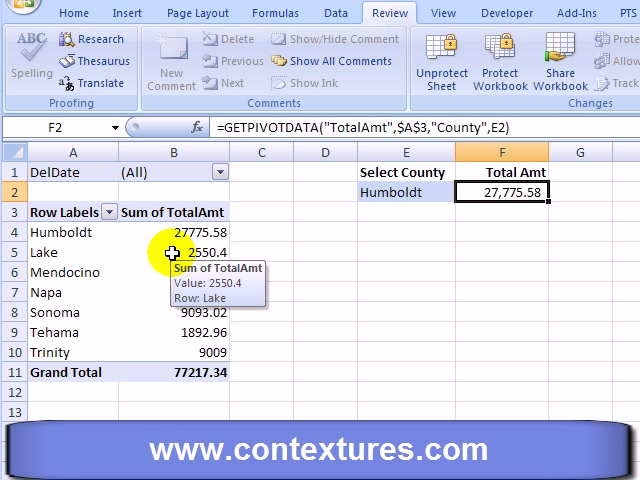 Home Insert Page Layout Formulas Data Review View Developer Add-Ins PTS
ABC Research Delete Show/Hide Comment Prote
Spelling Thesaurus New Comment Previous Show All Comments Unprotect Sheet Protect Workbook Share Workbook Allow
Translate Next Show Ink Track
Proofing Comments Changes
F2 fx =GETPIVOTDATA("TotalAmt",$A$3,"County",E2)
A B C D E F G
1 DelDate (All) Select County Total Amt
2 Humboldt 27,775.58
3 Row Labels Sum of TotalAmt
4 Humboldt 27775.58
5 Lake 2550.4
6 Mendocino Sum of TotalAmt
7 Napa Value: 2550.4
Row: Lake
8 Sonoma 9093.02
9 Tehama 1892.96
10 Trinity 9009
11 Grand Total 77217.34
12
13
www.contextures.com